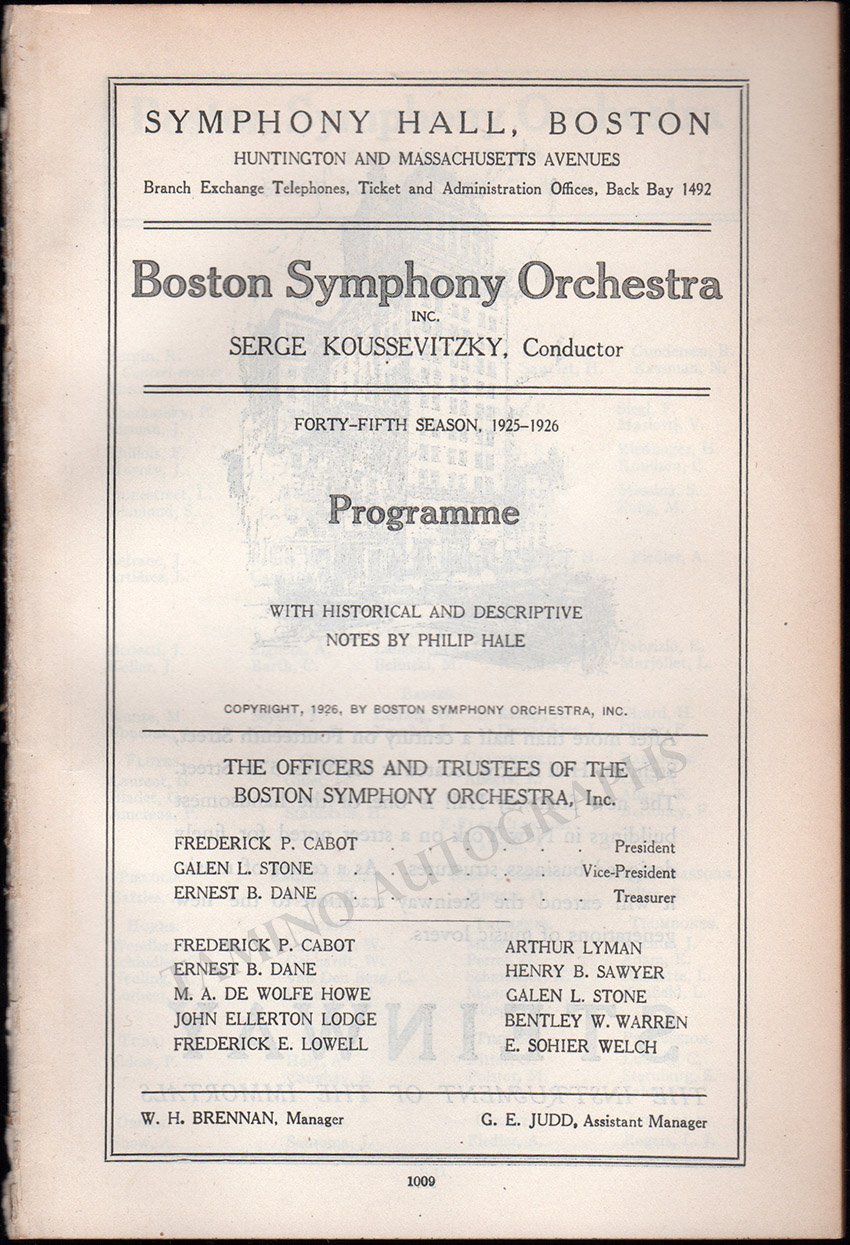 SYMPHONY HALL, BOSTON
HUNTINGTON AND MASSACHUSETTS AVENUES
Branch Exchange Telephones, Ticket and Administration Offices, Back Bay 1492
Boston Symphony Orchestra
INC.
SERGE KOUSSEVITZKY, Conductor
FORTY-FIFTH SEASON, 1925-1926
Programme
WITH HISTORICAL AND DESCRIPTIVE
NOTES BY PHILIP HALE
COPYRIGHT, 1926, BY BOSTON SYMPHONY ORCHESTRA, INC.
THE OFFICERS AND TRUSTEES OF THE
BOSTON SYMPHONY ORCHESTRA, Inc.
FREDERICK P. CABOT . . . . President
GALEN L. STONE . . . . Vice-President
ERNEST B. DANE . . . . Treasurer
FREDERICK P. CABOT ARTHUR LYMAN
ERNEST B. DANE HENRY B. SAWYER
M. A. DE WOLFE HOWE GALEN L. STONE
JOHN ELLERTON LODGE BENTLEY W. WARREN
FREDERICK E. LOWELL E. SOHIER WELCH
W. H. BRENNAN, Manager G. E. JUDD, Assistant Manager
1009
TAMINO AUTOGRAPHS